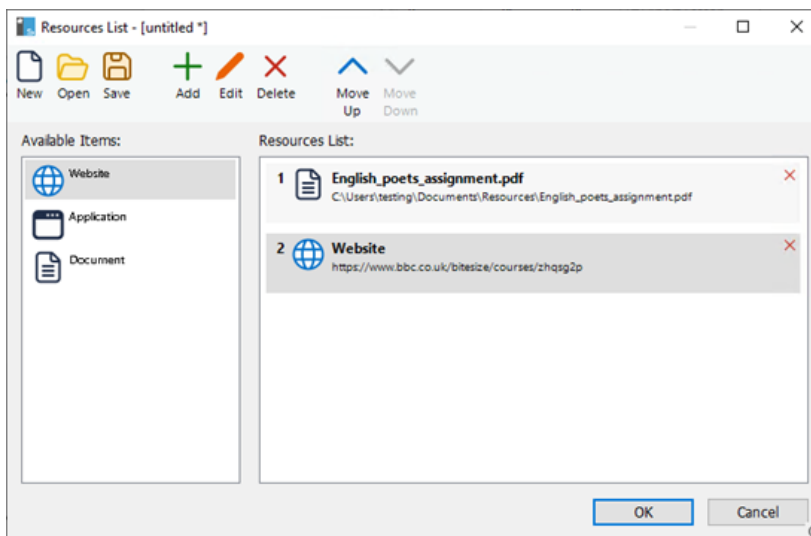 Resources List - [untitled *]
New Open Save Add Edit Delete Move Up Move Down
Available Items:
Website
Application
Document
Resources List:
1 English_poets_assignment.pdf
C:\Users\testing\Documents\Resources\English_poets_assignment.pdf
2 Website
https://www.bbc.co.uk/bitesize/courses/zhqsg2p
OK Cancel